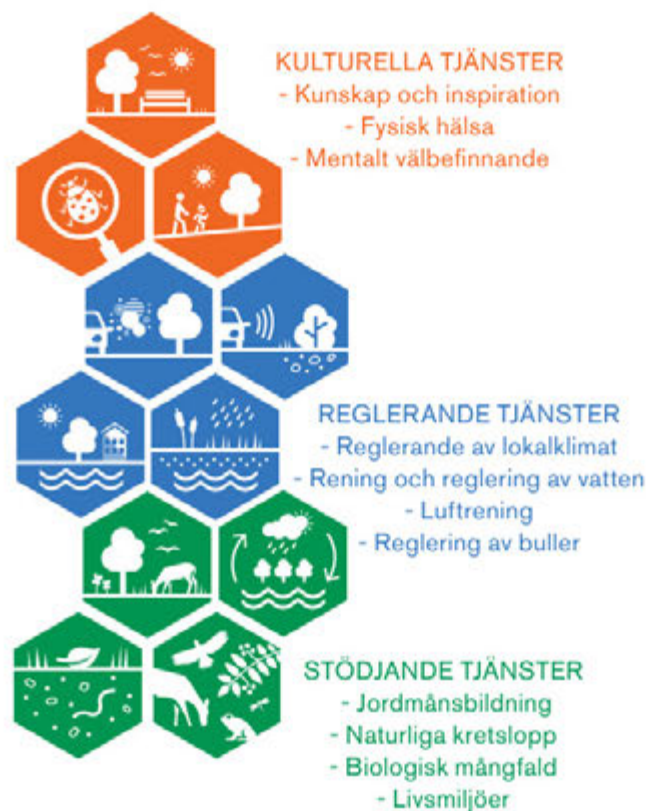 KULTURELLA TJÄNSTER
- Kunskap och inspiration
- Fysisk hälsa
- Mentalt välbefinnande
REGLERANDE TJÄNSTER
- Reglerande av lokalklimat
- Rening och reglering av vatten
- Luftrening
- Reglering av buller
STÖDJANDE TJÄNSTER
- Jordmånsbildning
- Naturliga kretslopp
- Biologisk mångfald
- Livsmiljöer